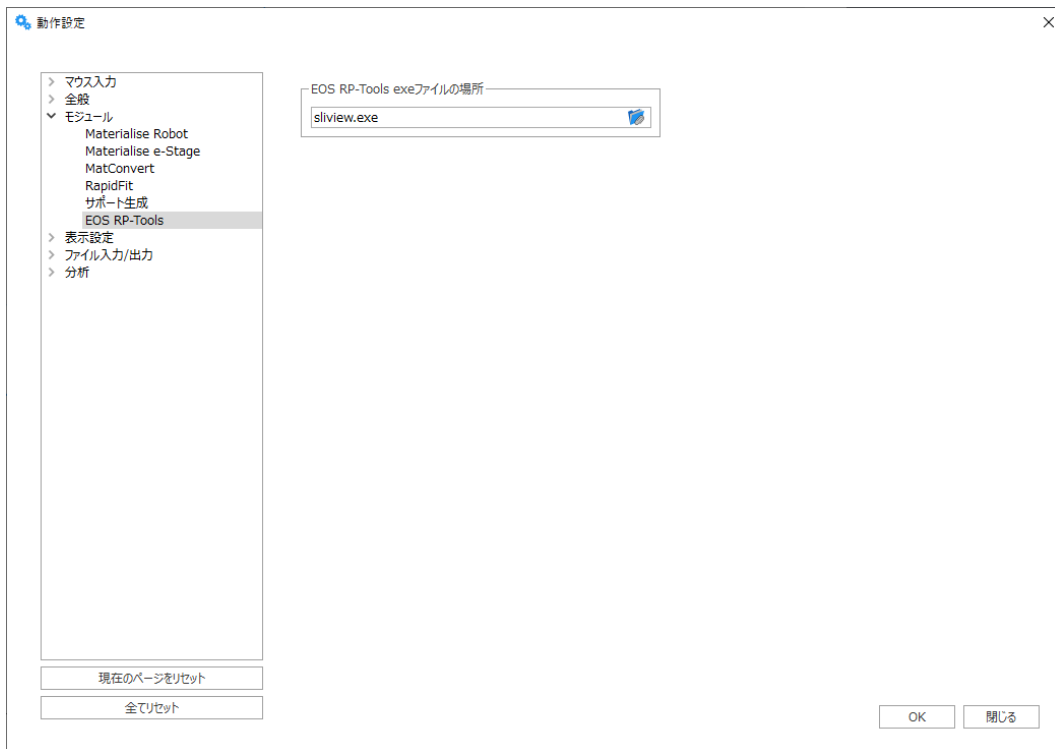 動作設定
マウス入力
全般
モジュール
Materialise Robot
Materialise e-Stage
MatConvert
RapidFit
サポート生成
EOS RP-Tools
表示設定
ファイル入力/出力
分析
現在のページをリセット
全てリセット
EOS RP-Tools exeファイルの場所
sliview.exe
OK
閉じる